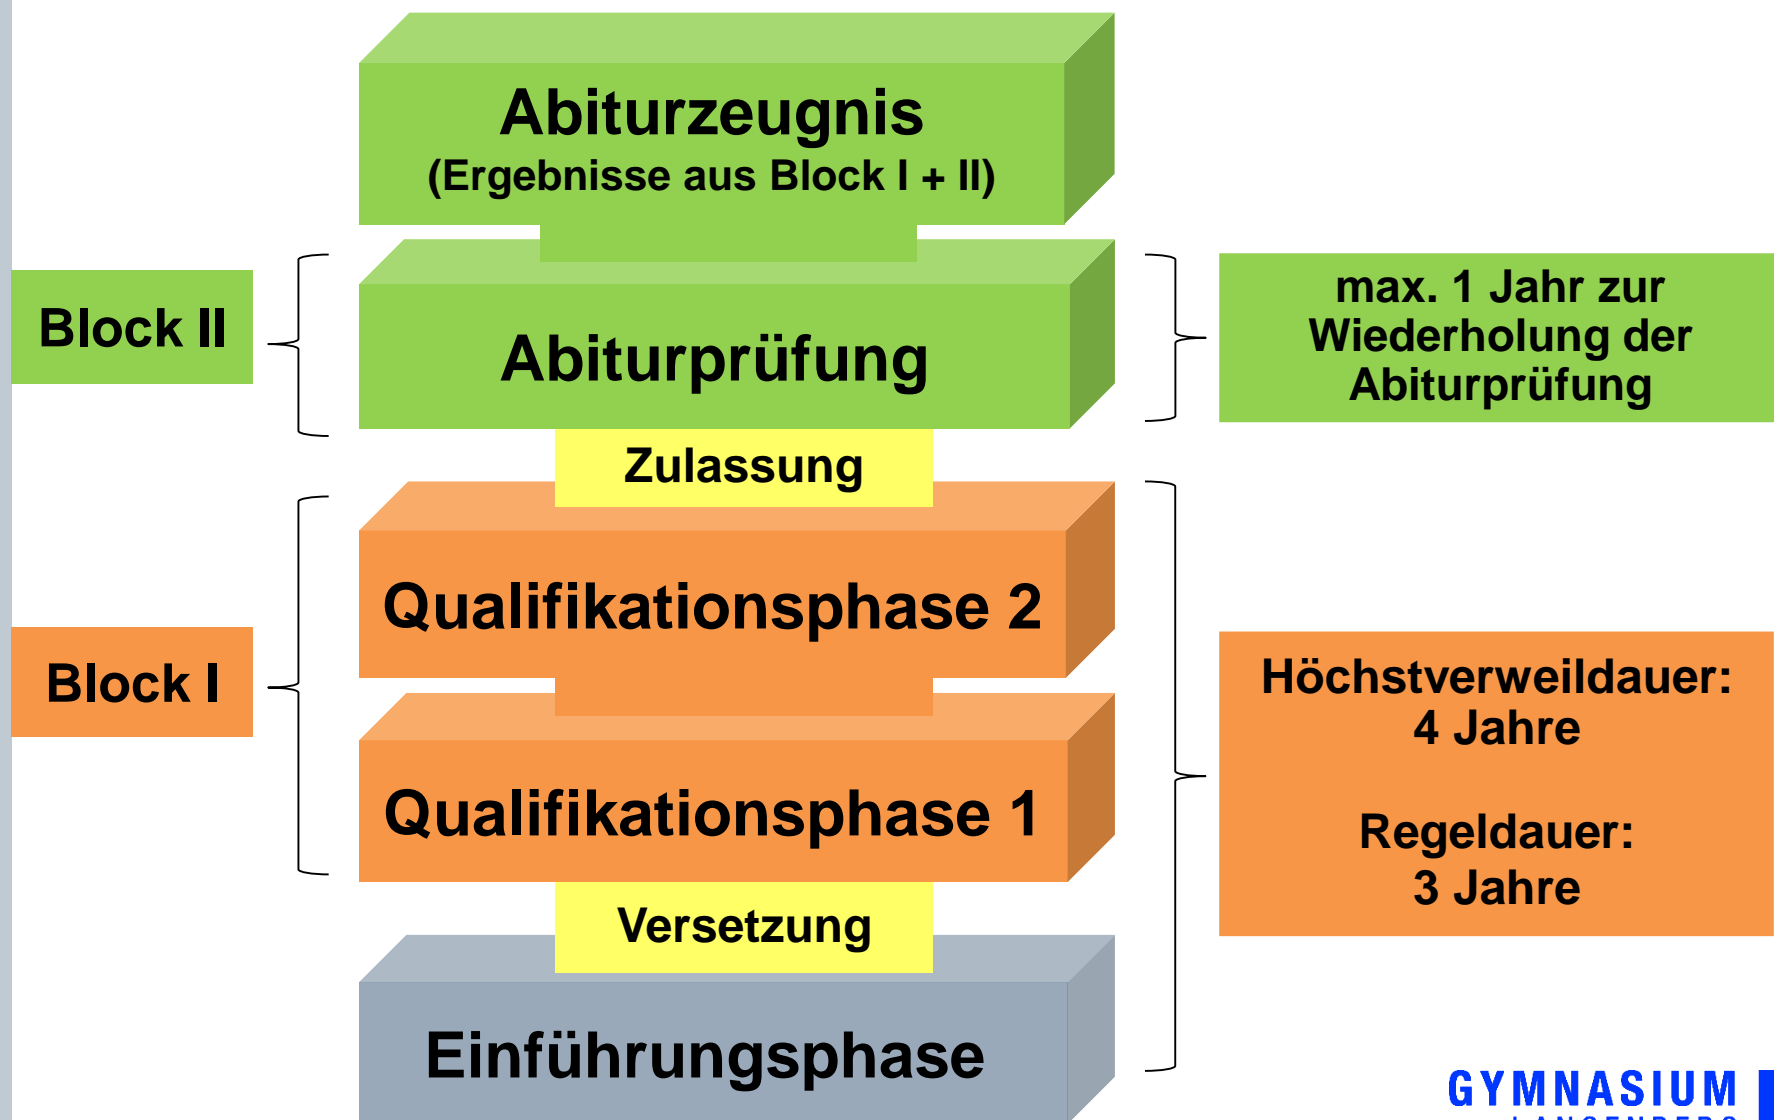 Abiturzeugnis
(Ergebnisse aus Block I + II)
Block II
Abiturprüfung
max. 1 Jahr zur
Wiederholung der
Abiturprüfung
Zulassung
Qualifikationsphase 2
Block I
Qualifikationsphase 1
Höchstverweildauer:
4 Jahre
Regeldauer:
3 Jahre
Versetzung
Einführungsphase
GYMNASIUM